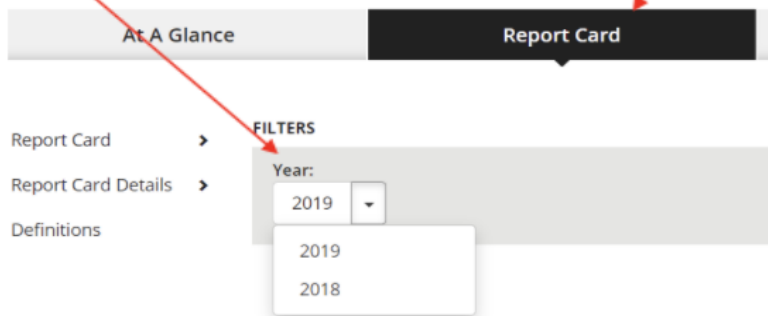 At A Glance
Report Card
Report Card
Report Card Details
Definitions
FILTERS
Year:
2019
2019
2018